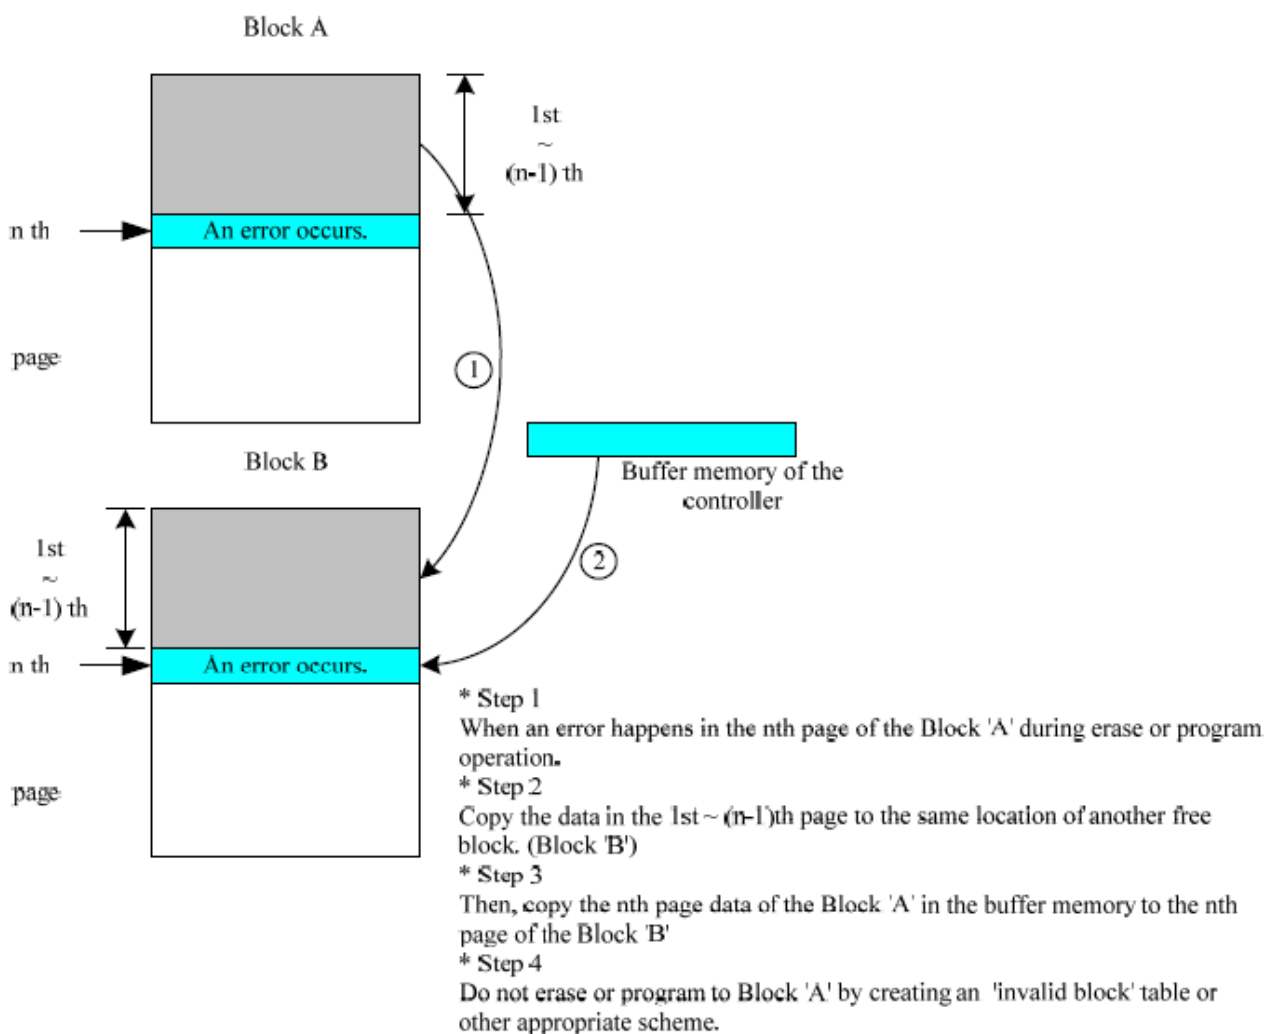 Block A
1st
~
(n-1) th
n th
An error occurs.
page
1
Block B
Buffer memory of the
controller
1st
~
(n-1) th
2
n th
An error occurs.
page
* Step 1
When an error happens in the nth page of the Block 'A' during erase or program
operation.
* Step 2
Copy the data in the 1st ~ (n-1)th page to the same location of another free
block. (Block 'B')
* Step 3
Then, copy the nth page data of the Block 'A' in the buffer memory to the nth
page of the Block 'B'
* Step 4
Do not erase or program to Block 'A' by creating an 'invalid block' table or
other appropriate scheme.